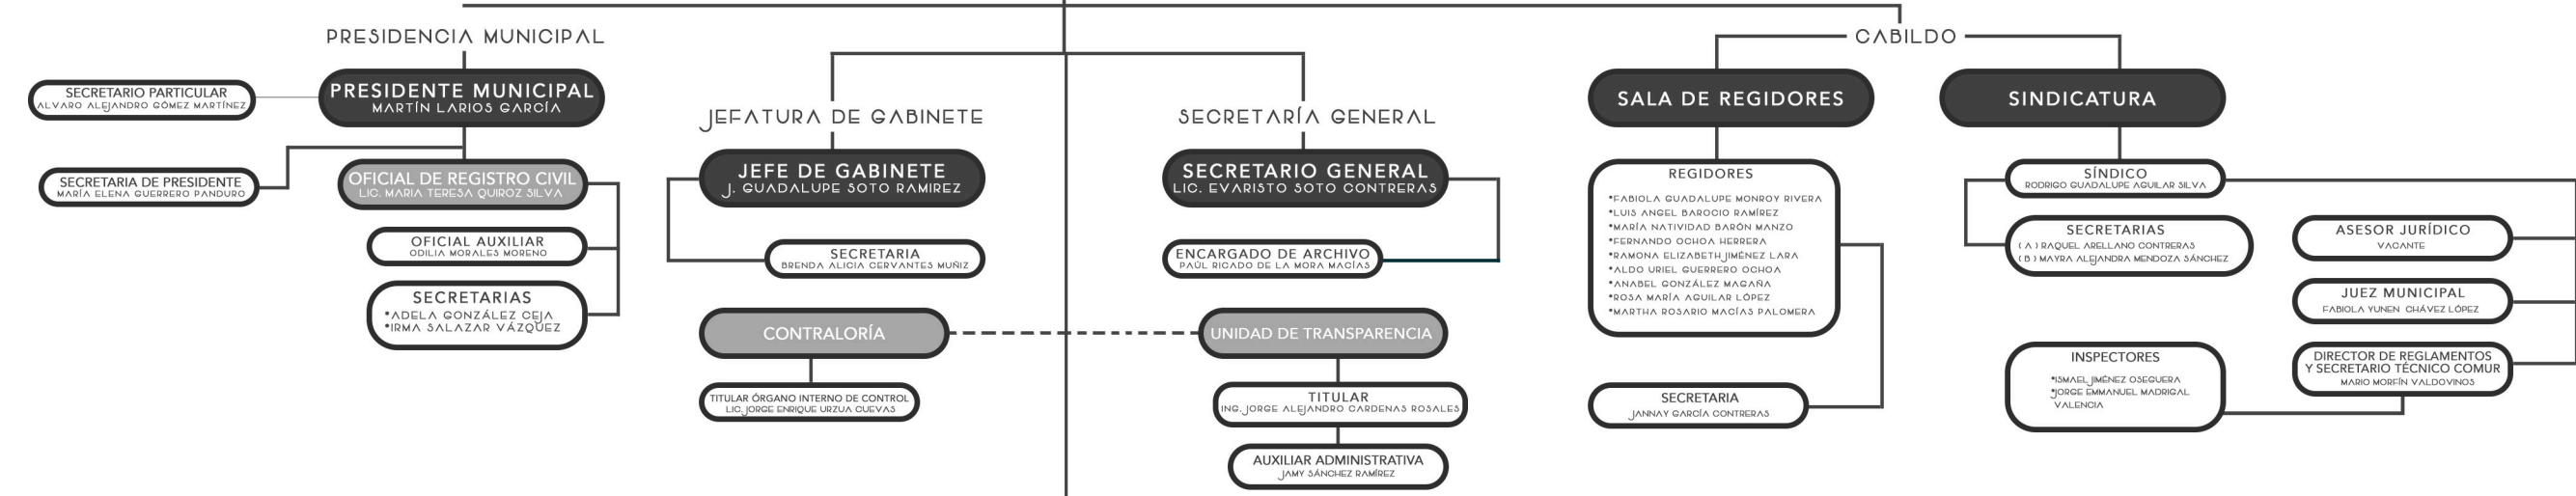 PRESIDENCIA MUNICIPAL
PRESIDENTE MUNICIPAL
MARTÍN LARIOS GARCÍA
SECRETARIO PARTICULAR
ALVARO ALEJANDRO GÓMEZ MARTÍNEZ
SECRETARIA DE PRESIDENTE
MARÍA ELENA GUERRERO PANDURO
OFICIAL DE REGISTRO CIVIL
LIC. MARIA TERESA QUIROZ SILVA
OFICIAL AUXILIAR
ODILIA MORALES MORENO
SECRETARIAS
*ADELA GONZÁLEZ CEJA
*IRMA SALAZAR VÁZQUEZ
JEFATURA DE GABINETE
JEFE DE GABINETE
J. GUADALUPE SOTO RAMIREZ
SECRETARIA
BRENDA ALICIA CERVANTES MUÑIZ
CONTRALORÍA
TITULAR ÓRGANO INTERNO DE CONTROL
LIC. JORGE ENRIQUE URZUA CUEVAS
SECRETARÍA GENERAL
SECRETARIO GENERAL
LIC. EVARISTO SOTO CONTRERAS
ENCARGADO DE ARCHIVO
PAÚL RICADO DE LA MORA MACÍAS
UNIDAD DE TRANSPARENCIA
TITULAR
ING. JORGE ALEJANDRO CARDENAS ROSALES
AUXILIAR ADMINISTRATIVA
JAMY SÁNCHEZ RAMÍREZ
CABILDO
SALA DE REGIDORES
REGIDORES
*FABIOLA GUADALUPE MONROY RIVERA
*LUIS ANGEL BAROCIO RAMÍREZ
*MARÍA NATIVIDAD BARÓN MANZO
*FERNANDO OCHOA HERRERA
*RAMONA ELIZABETH JIMÉNEZ LARA
*ALDO URIEL GUERRERO OCHOA
*ANABEL GONZÁLEZ MAGAÑA
*ROSA MARÍA AGUILAR LÓPEZ
*MARTHA ROSARIO MACÍAS PALOMERA
SECRETARIA
JANNAY GARCÍA CONTRERAS
SINDICATURA
SÍNDICO
RODRIGO GUADALUPE AGUILAR SILVA
SECRETARIAS
( A ) RAQUEL ARELLANO CONTRERAS
( B ) MAYRA ALEJANDRA MENDOZA SÁNCHEZ
ASESOR JURÍDICO
VACANTE
JUEZ MUNICIPAL
FABIOLA YUNEN CHÁVEZ LÓPEZ
DIRECTOR DE REGLAMENTOS
Y SECRETARIO TÉCNICO COMUR
MARIO MORFÍN VALDOVINOS
INSPECTORES
*ISMAEL JIMÉNEZ OSEGUERA
*JORGE EMMANUEL MADRIGAL
VALENCIA